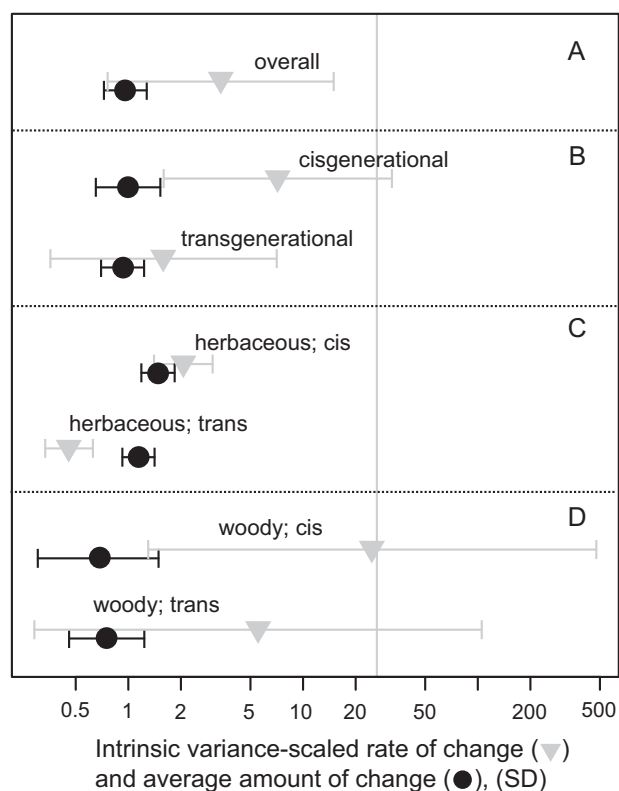 A
overall
B
cisgenerational
transgenerational
C
herbaceous; cis
herbaceous; trans
D
woody; cis
woody; trans
0.5 1 2 5 10 20 50 200 500
Intrinsic variance-scaled rate of change (▼)
and average amount of change (●), (SD)